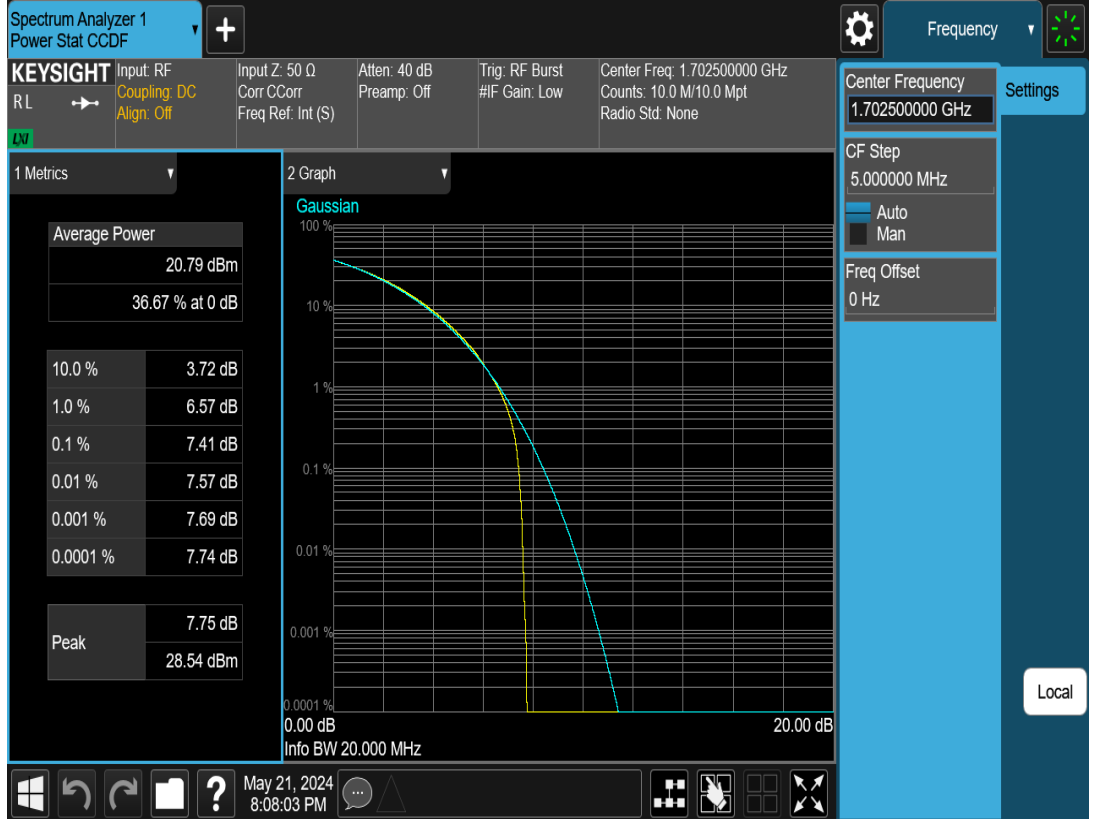 Spectrum Analyzer 1
Power Stat CCDF
+
Frequency
KEYSIGHT
RL
LXI
Input: RF
Coupling: DC
Align: Off
Input Z: 50 Ω
Corr CCorr
Freq Ref: Int (S)
Atten: 40 dB
Preamp: Off
Trig: RF Burst
#IF Gain: Low
Center Freq: 1.702500000 GHz
Counts: 10.0 M/10.0 Mpt
Radio Std: None
Center Frequency
1.702500000 GHz
Settings
CF Step
5.000000 MHz
Auto
Man
Freq Offset
0 Hz
Local
1 Metrics
Average Power
20.79 dBm
36.67 % at 0 dB
10.0 % 3.72 dB
1.0 % 6.57 dB
0.1 % 7.41 dB
0.01 % 7.57 dB
0.001 % 7.69 dB
0.0001 % 7.74 dB
Peak
7.75 dB
28.54 dBm
2 Graph
Gaussian
100 %
10 %
1 %
0.1 %
0.01 %
0.001 %
0.0001 %
0.00 dB 20.00 dB
Info BW 20.000 MHz
?
May 21, 2024
8:08:03 PM